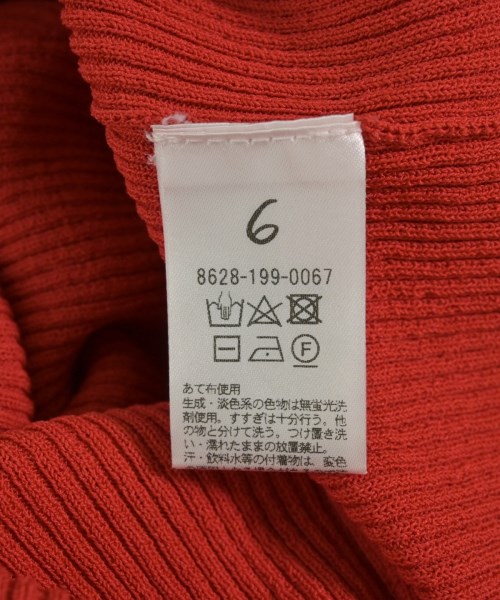 6
8628-199-0067
F
あて布使用
生成・淡色系の色物は無蛍光洗
剤使用。すすぎは十分行う。他
の物と分けて洗う。つけ置き洗
い・濡れたままの放置禁止。
汗・飲料水等の付着物は、変色